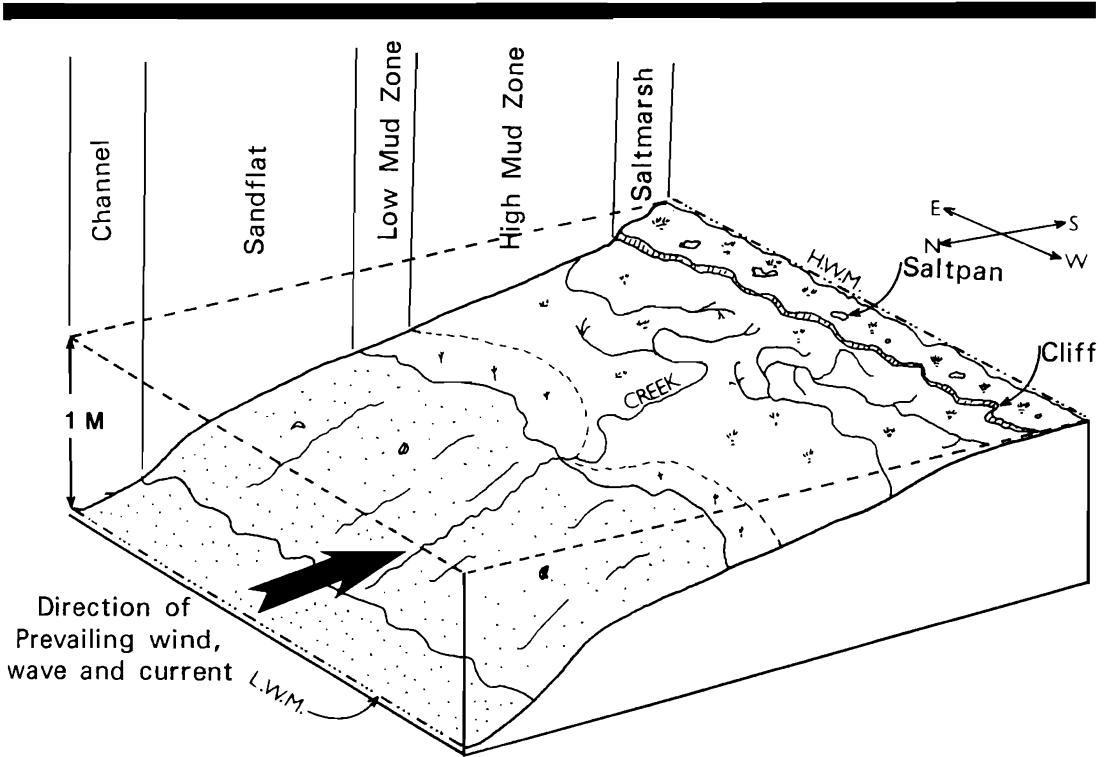 Channel
Sandflat
Low Mud Zone
High Mud Zone
Saltmarsh
E
S
N
W
H.W.M.
Saltpan
Cliff
CREEK
1 M
Direction of
Prevailing wind,
wave and current
L.W.M.